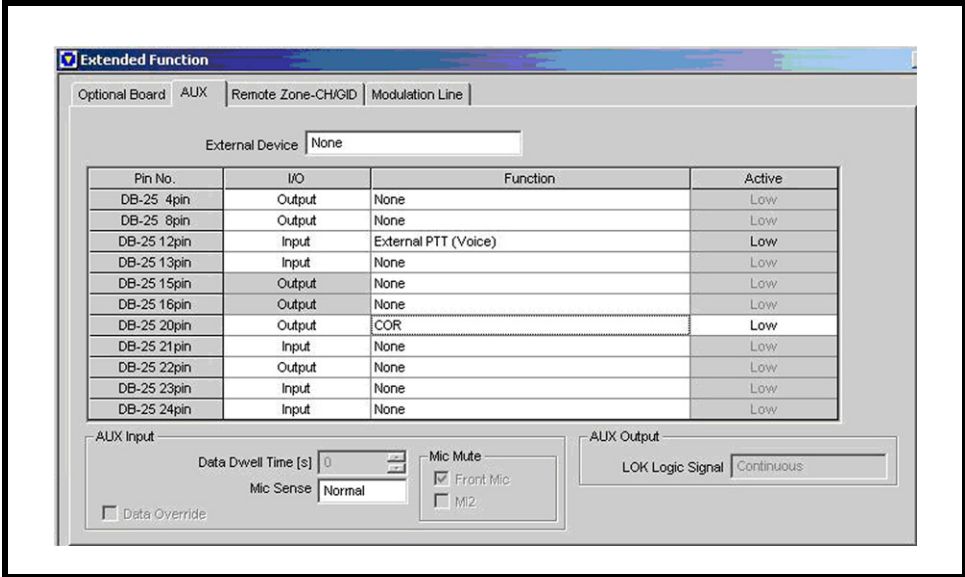 Extended Function
Optional Board AUX Remote Zone-CH/GID Modulation Line
External Device None
Pin No. I/O Function Active
DB-25 4pin Output None Low
DB-25 8pin Output None Low
DB-25 12pin Input External PTT (Voice) Low
DB-25 13pin Input None Low
DB-25 15pin Output None Low
DB-25 16pin Output None Low
DB-25 20pin Output COR Low
DB-25 21pin Input None Low
DB-25 22pin Output None Low
DB-25 23pin Input None Low
DB-25 24pin Input None Low
AUX Input
Data Dwell Time [s] 0
Mic Sense Normal
Data Override
Mic Mute
Front Mic
MI2
AUX Output
LOK Logic Signal Continuous